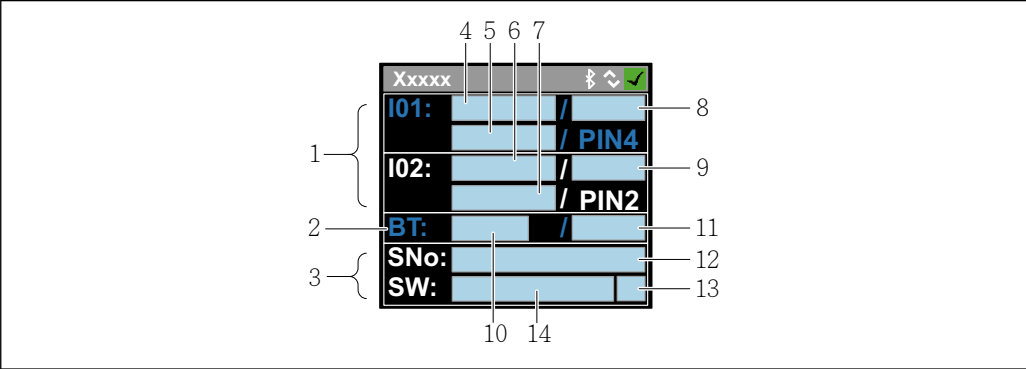 4 5 6 7
Xxxxx
I01: / 8
/ PIN4
1
I02: / 9
/ PIN2
2 BT: / 11
SNo: 12
3
SW: 13
10 14